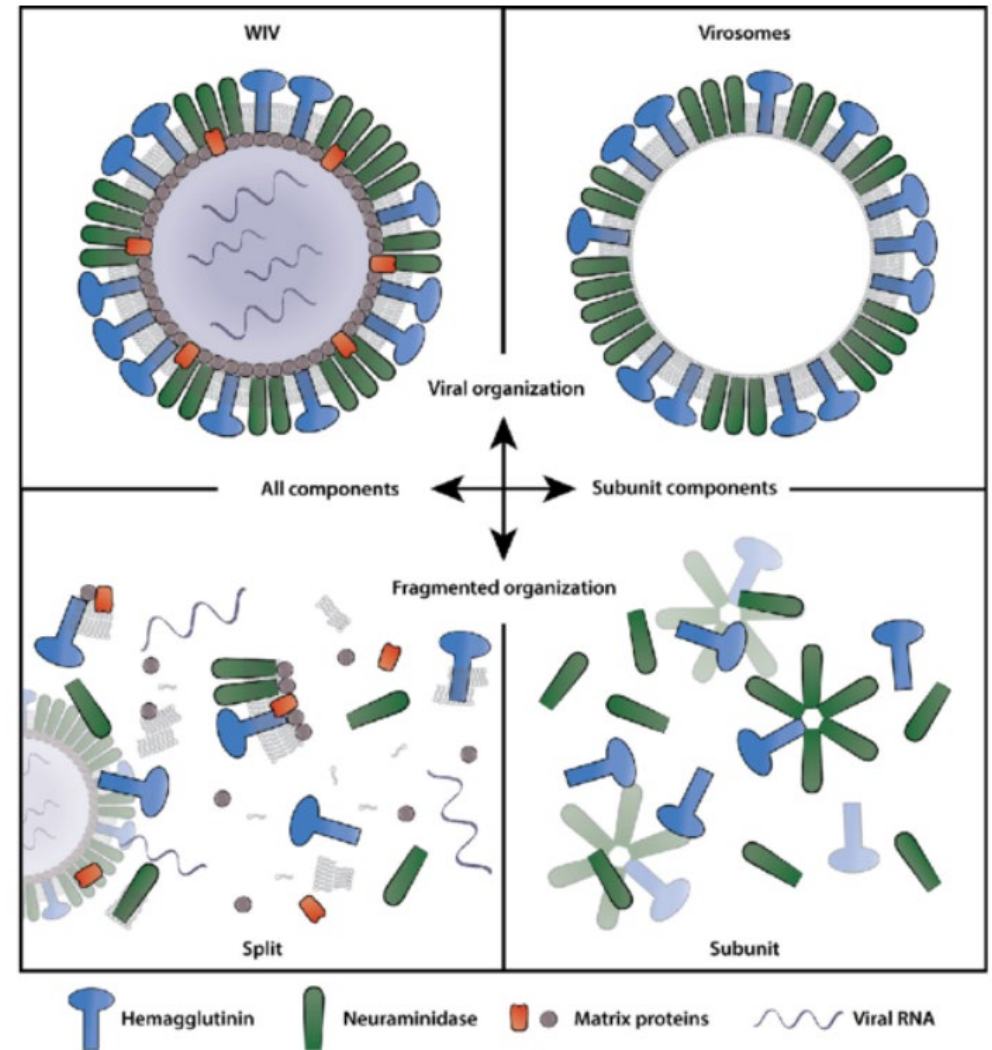 WIV
Virosomes
Viral organization
All components
Subunit components
Fragmented organization
Split
Subunit
Hemagglutinin
Neuraminidase
Matrix proteins
Viral RNA